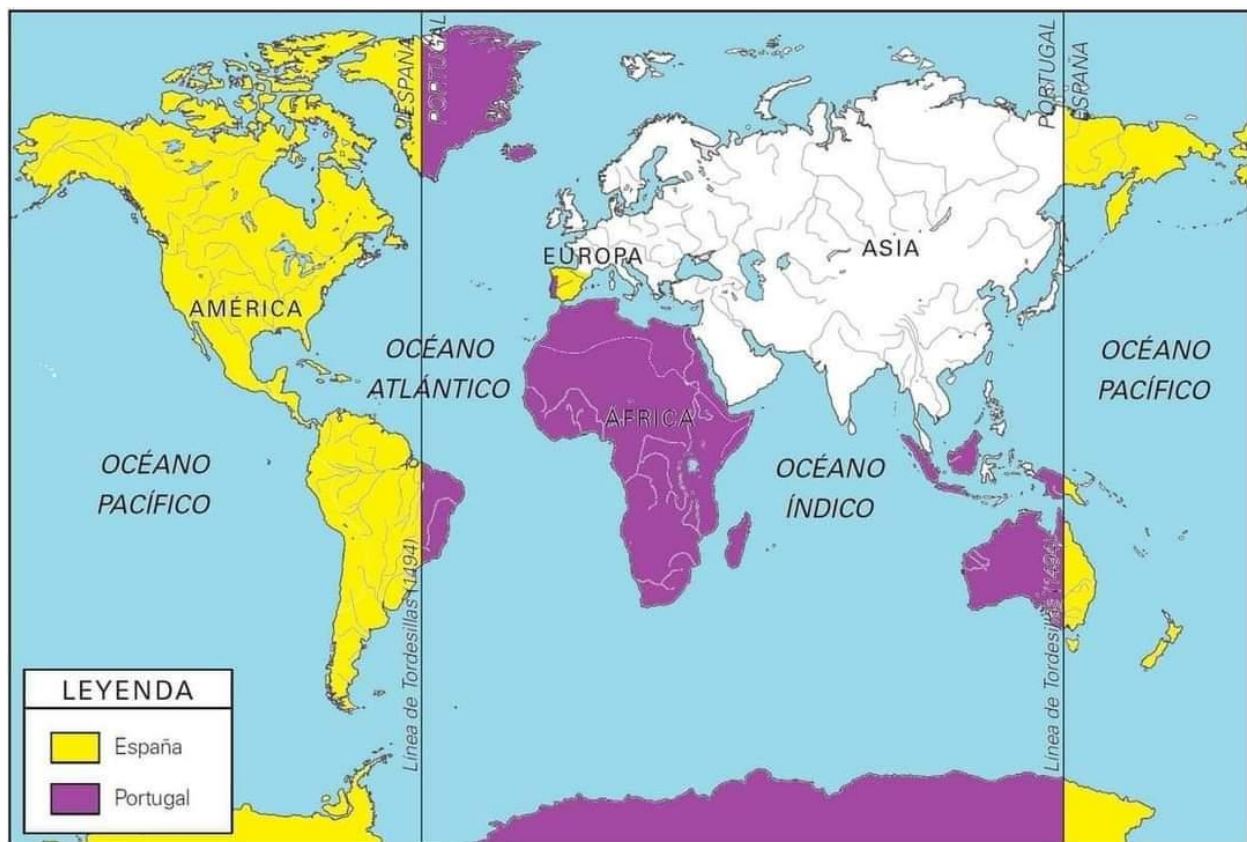 ESPAÑA
PORTUGAL
PORTUGAL
ESPAÑA
EUROPA
ASIA
AMÉRICA
OCÉANO
ATLÁNTICO
OCÉANO
PACÍFICO
ÁFRICA
OCÉANO
PACÍFICO
OCÉANO
ÍNDICO
Línea de Tordesillas (1494)
Línea de Tordesillas (1494)
LEYENDA
España
Portugal